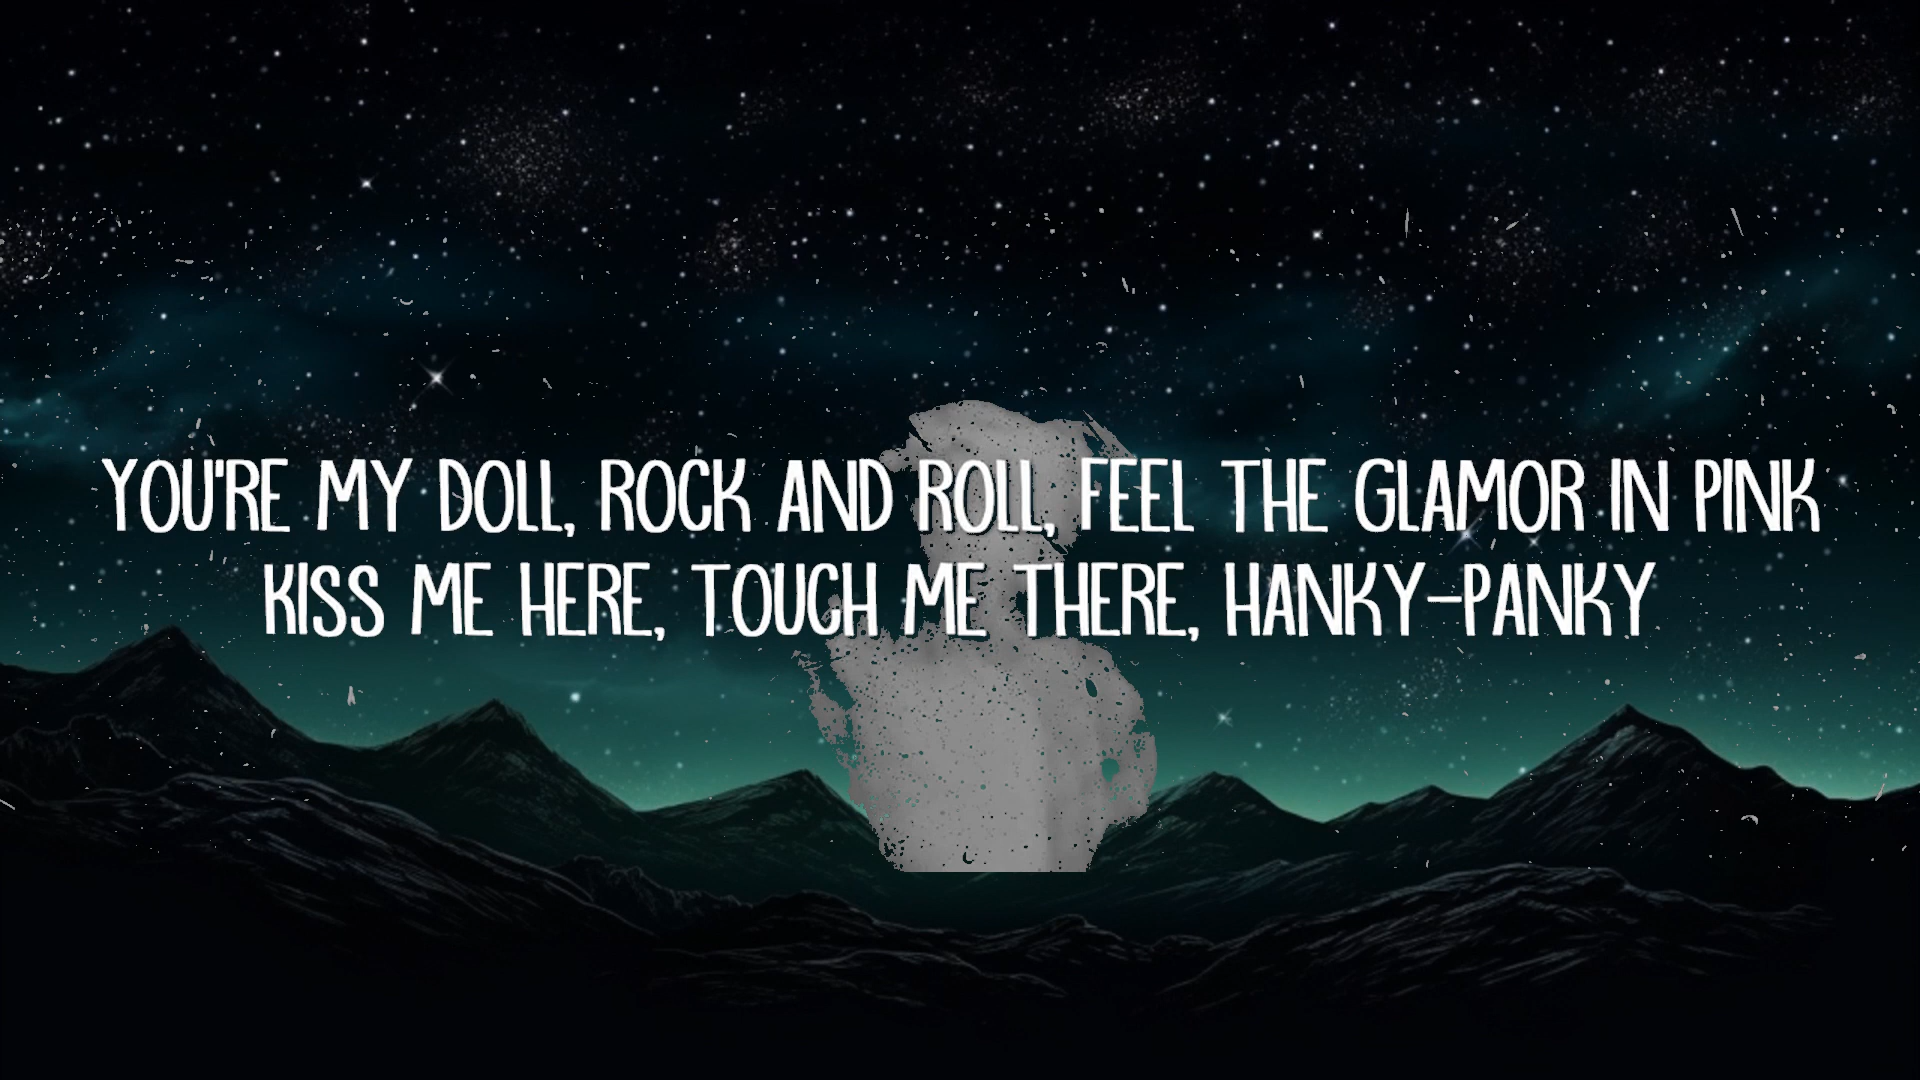 YOU'RE MY DOLL, ROCK AND ROLL, FEEL THE GLAMOR IN PINK
KISS ME HERE, TOUCH ME THERE, HANKY-PANKY